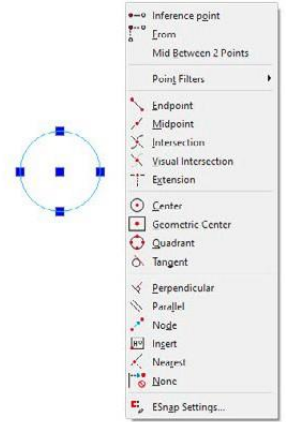 Inference point
From
Mid Between 2 Points
Point Filters
Endpoint
Midpoint
Intersection
Visual Intersection
Extension
Center
Geometric Center
Quadrant
Tangent
Perpendicular
Parallel
Node
Insert
Nearest
None
ESnap Settings...